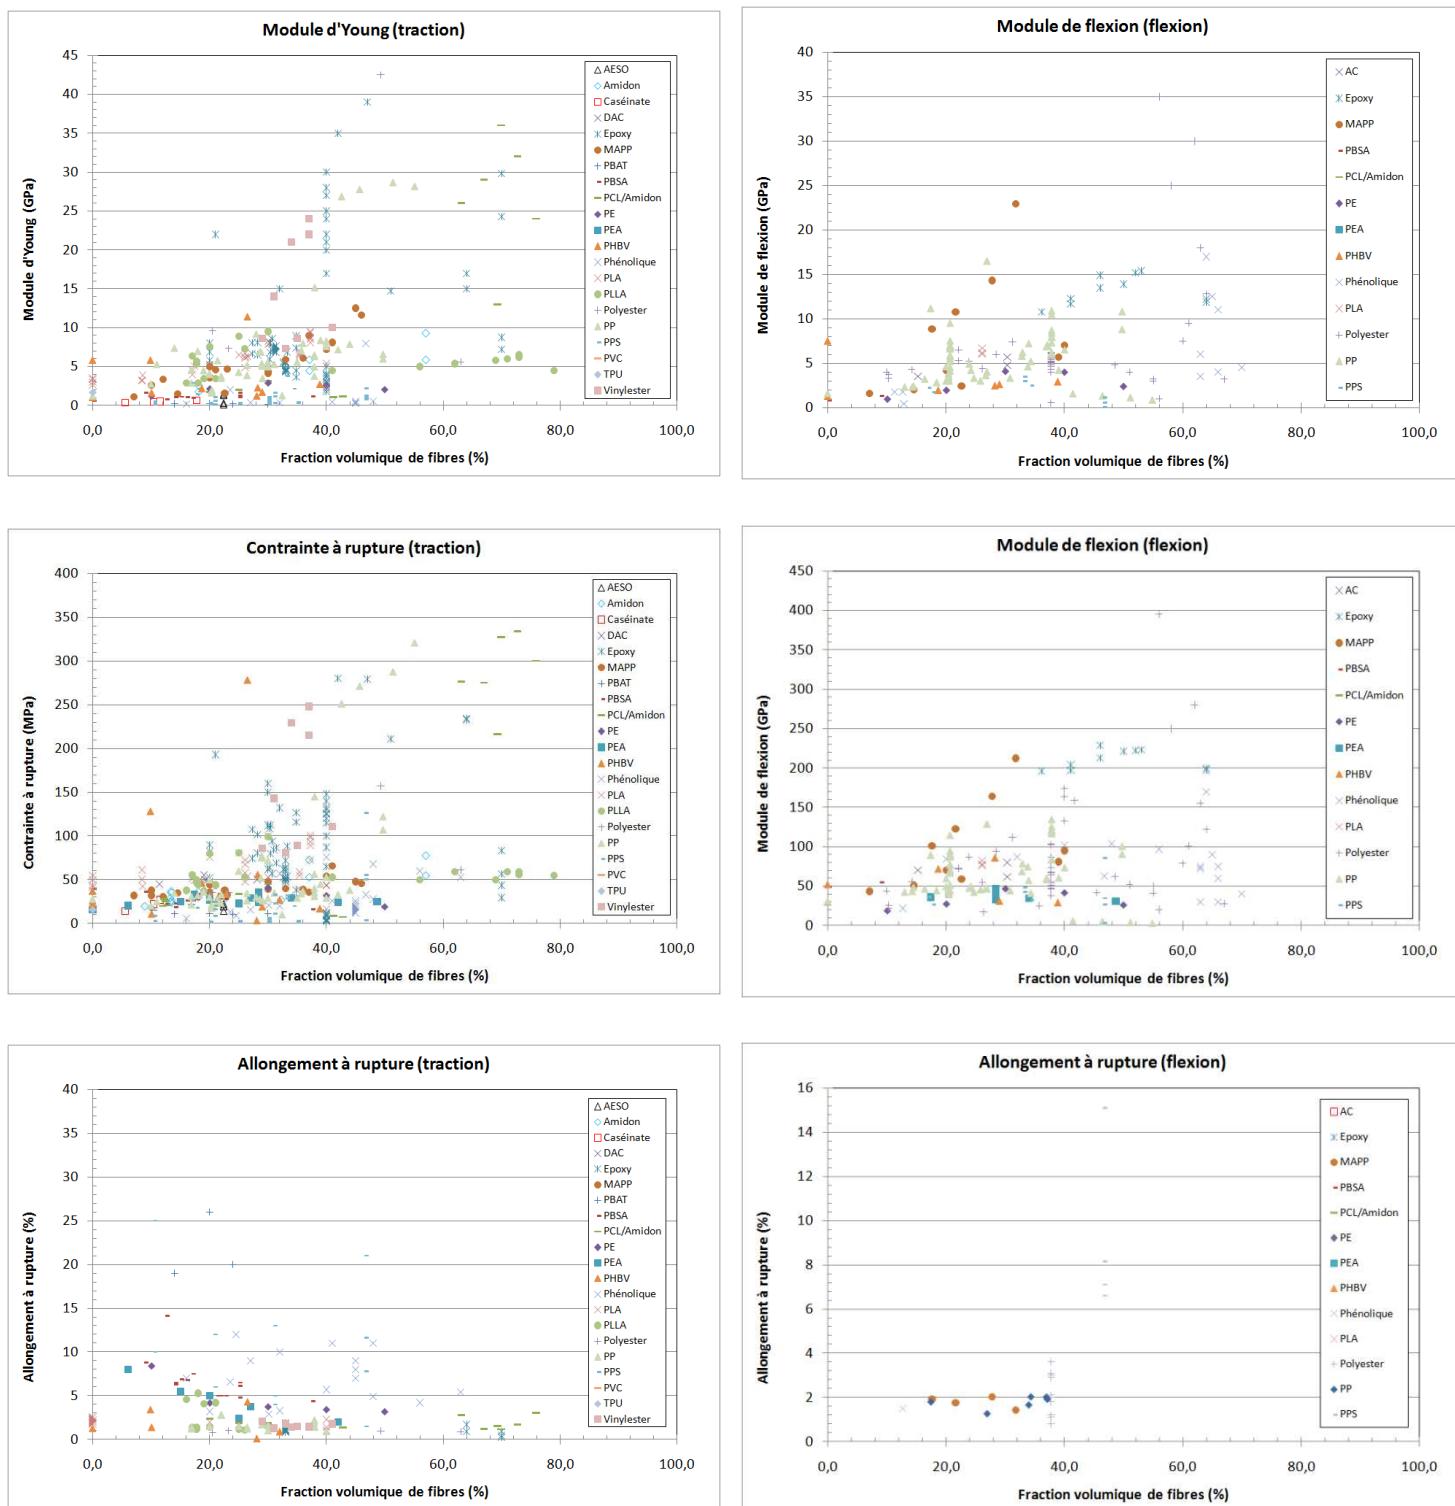 Module d'Young (traction)
Module d'Young (GPa)
45
40
35
30
25
20
15
10
5
0
0,0
20,0
40,0
60,0
80,0
100,0
Fraction volumique de fibres (%)
AESO
Amidon
Caséinate
DAC
Epoxy
MAPP
PBAT
PBSA
PCL/Amidon
PE
PEA
PHBV
Phénolique
PLA
PLLA
Polyester
PP
PPS
PVC
TPU
Vinylester
Module de flexion (flexion)
Module de flexion (GPa)
40
35
30
25
20
15
10
5
0
0,0
20,0
40,0
60,0
80,0
100,0
Fraction volumique de fibres (%)
AC
Epoxy
MAPP
PBSA
PCL/Amidon
PE
PEA
PHBV
Phénolique
PLA
Polyester
PP
PPS
Contrainte à rupture (traction)
Contrainte à rupture (MPa)
400
350
300
250
200
150
100
50
0
0,0
20,0
40,0
60,0
80,0
100,0
Fraction volumique de fibres (%)
AESO
Amidon
Caséinate
DAC
Epoxy
MAPP
PBAT
PBSA
PCL/Amidon
PE
PEA
PHBV
Phénolique
PLA
PLLA
Polyester
PP
PPS
PVC
TPU
Vinylester
Module de flexion (flexion)
Module de flexion (GPa)
450
400
350
300
250
200
150
100
50
0
0,0
20,0
40,0
60,0
80,0
100,0
Fraction volumique de fibres (%)
AC
Epoxy
MAPP
PBSA
PCL/Amidon
PE
PEA
PHBV
Phénolique
PLA
Polyester
PP
PPS
Allongement à rupture (traction)
Allongement à rupture (%)
40
35
30
25
20
15
10
5
0
0,0
20,0
40,0
60,0
80,0
100,0
Fraction volumique de fibres (%)
AESO
Amidon
Caséinate
DAC
Epoxy
MAPP
PBAT
PBSA
PCL/Amidon
PE
PEA
PHBV
Phénolique
PLA
PLLA
Polyester
PP
PPS
PVC
TPU
Vinylester
Allongement à rupture (flexion)
Allongement à rupture (%)
16
14
12
10
8
6
4
2
0
0,0
20,0
40,0
60,0
80,0
100,0
Fraction volumique de fibres (%)
AC
Epoxy
MAPP
PBSA
PCL/Amidon
PE
PEA
PHBV
Phénolique
PLA
Polyester
PP
PPS